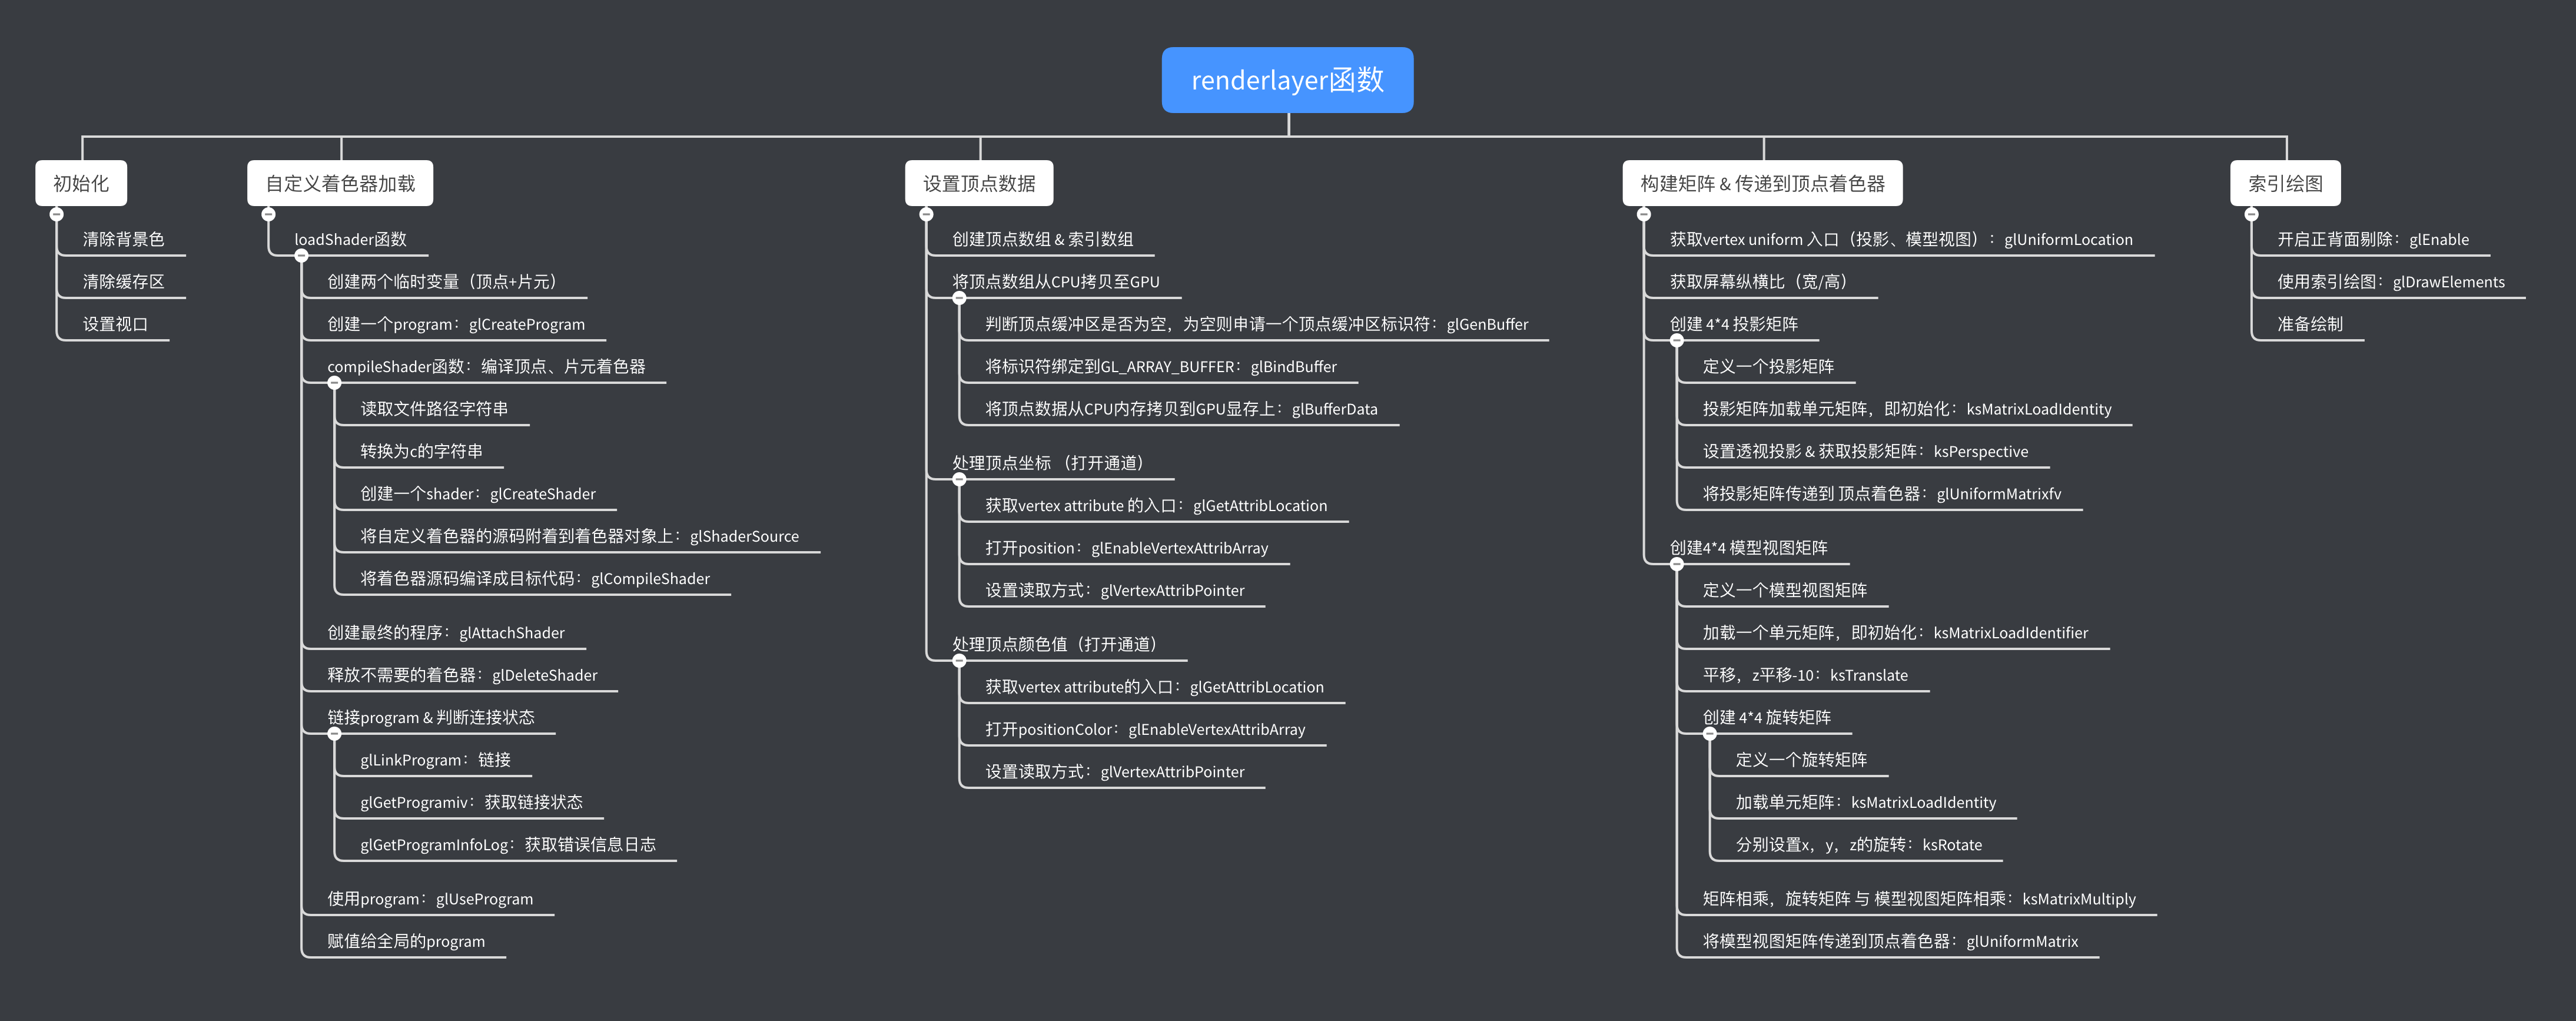 renderlayer函数
初始化
清除背景色
清除缓存区
设置视口
自定义着色器加载
loadShader函数
创建两个临时变量（顶点+片元）
创建一个program：glCreateProgram
compileShader函数：编译顶点、片元着色器
读取文件路径字符串
转换为c的字符串
创建一个shader：glCreateShader
将自定义着色器的源码附着到着色器对象上：glShaderSource
将着色器源码编译成目标代码：glCompileShader
创建最终的程序：glAttachShader
释放不需要的着色器：glDeleteShader
链接program & 判断连接状态
glLinkProgram：链接
glGetProgramiv：获取链接状态
glGetProgramInfoLog：获取错误信息日志
使用program：glUseProgram
赋值给全局的program
设置顶点数据
创建顶点数组 & 索引数组
将顶点数组从CPU拷贝至GPU
判断顶点缓冲区是否为空，为空则申请一个顶点缓冲区标识符：glGenBuffer
将标识符绑定到GL_ARRAY_BUFFER：glBindBuffer
将顶点数据从CPU内存拷贝到GPU显存上：glBufferData
处理顶点坐标 （打开通道）
获取vertex attribute 的入口：glGetAttribLocation
打开position：glEnableVertexAttribArray
设置读取方式：glVertexAttribPointer
处理顶点颜色值（打开通道）
获取vertex attribute的入口：glGetAttribLocation
打开positionColor：glEnableVertexAttribArray
设置读取方式：glVertexAttribPointer
构建矩阵 & 传递到顶点着色器
获取vertex uniform 入口（投影、模型视图）：glUniformLocation
获取屏幕纵横比（宽/高）
创建 4*4 投影矩阵
定义一个投影矩阵
投影矩阵加载单元矩阵，即初始化：ksMatrixLoadIdentity
设置透视投影 & 获取投影矩阵：ksPerspective
将投影矩阵传递到 顶点着色器：glUniformMatrixfv
创建4*4 模型视图矩阵
定义一个模型视图矩阵
加载一个单元矩阵，即初始化：ksMatrixLoadIdentifier
平移，z平移-10：ksTranslate
创建 4*4 旋转矩阵
定义一个旋转矩阵
加载单元矩阵：ksMatrixLoadIdentity
分别设置x，y，z的旋转：ksRotate
矩阵相乘，旋转矩阵 与 模型视图矩阵相乘：ksMatrixMultiply
将模型视图矩阵传递到顶点着色器：glUniformMatrix
索引绘图
开启正背面剔除：glEnable
使用索引绘图：glDrawElements
准备绘制